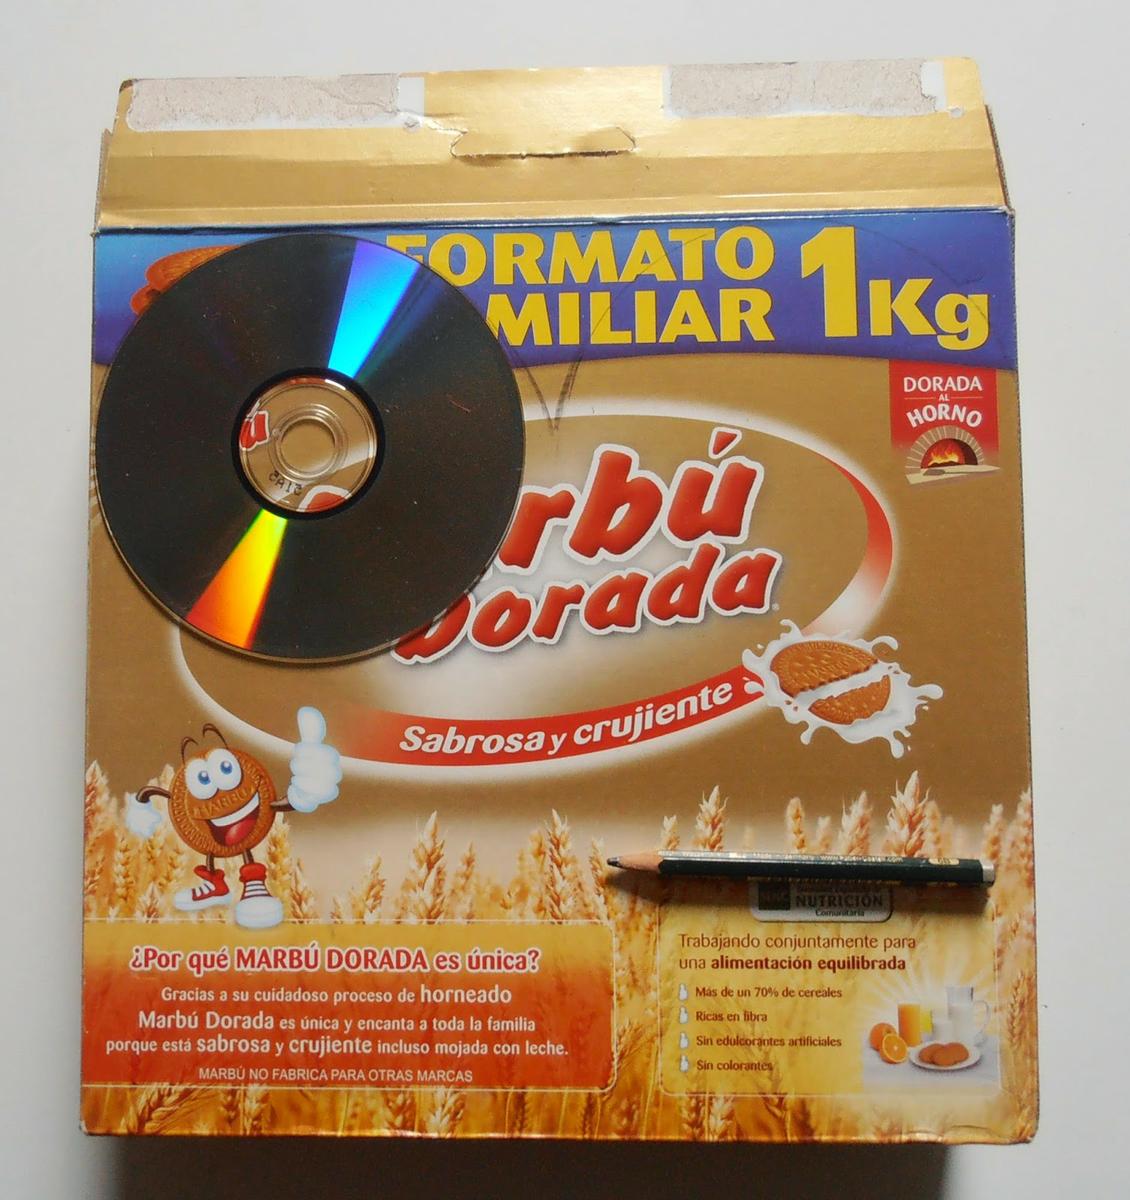 FORMATO
MILIAR
1Kg
DORADA
AL
HORNO
rbú
Dorada
Sabrosa y crujiente
MARBÚ
NUTRICIÓN
Comunitaria
¿Por qué MARBÚ DORADA es única?
Gracias a su cuidadoso proceso de horneado
Marbú Dorada es única y encanta a toda la familia
porque está sabrosa y crujiente incluso mojada con leche.
MARBÚ NO FABRICA PARA OTRAS MARCAS
Trabajando conjuntamente para
una alimentación equilibrada
Más de un 70% de cereales
Ricas en fibra
Sin edulcorantes artificiales
Sin colorantes